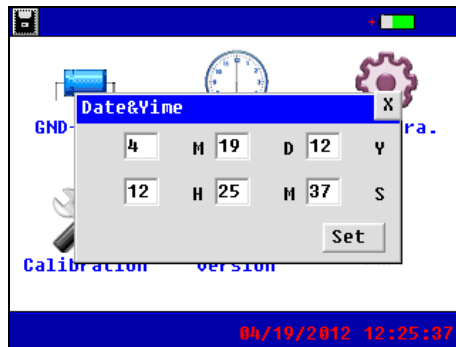 +
Date&Yime X
GND- ra.
4 M 19 D 12 Y
12 H 25 M 37 S
Set
Calibration Version
04/19/2012 12:25:37